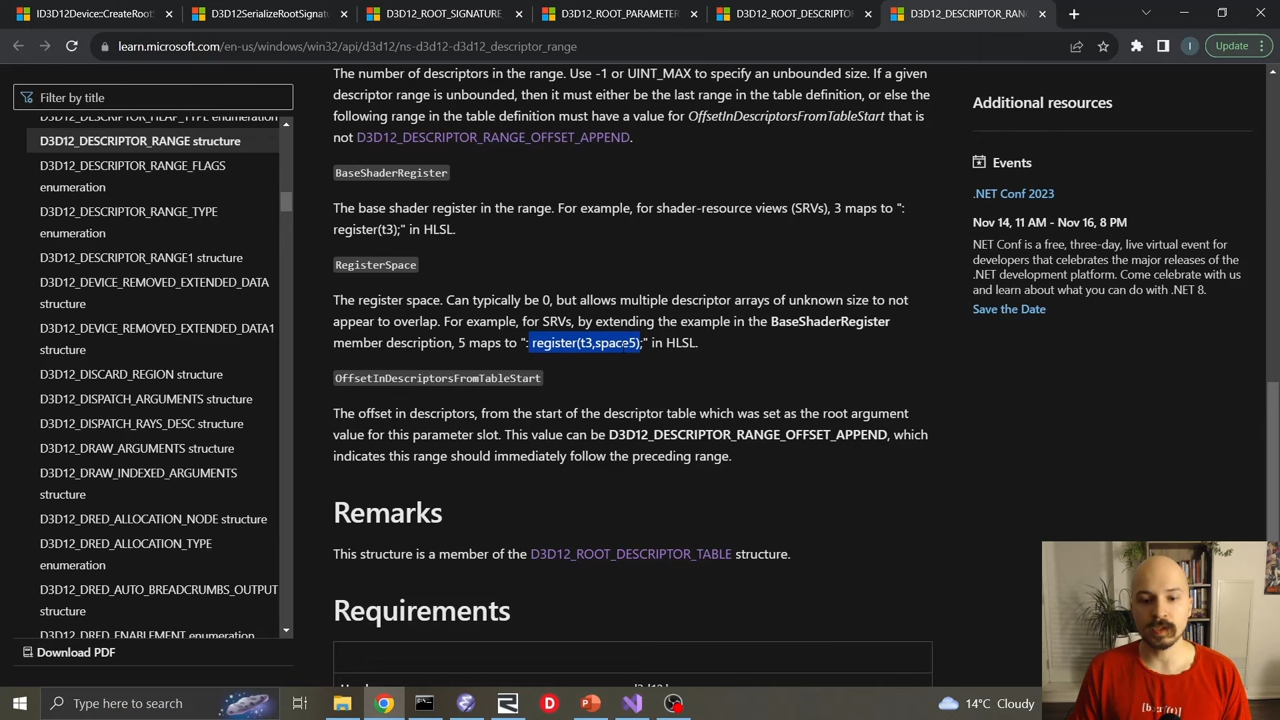 ID3D12Device::CreateRoot
D3D12SerializeRootSignatu
D3D12_ROOT_SIGNATURE_
D3D12_ROOT_PARAMETER
D3D12_ROOT_DESCRIPTOR
D3D12_DESCRIPTOR_RAN
learn.microsoft.com/en-us/windows/win32/api/d3d12/ns-d3d12-d3d12_descriptor_range
I
Update
Filter by title
D3D12_DESCRIPTOR_HEAP_TYPE enumeration
D3D12_DESCRIPTOR_RANGE structure
D3D12_DESCRIPTOR_RANGE_FLAGS
enumeration
D3D12_DESCRIPTOR_RANGE_TYPE
enumeration
D3D12_DESCRIPTOR_RANGE1 structure
D3D12_DEVICE_REMOVED_EXTENDED_DATA
structure
D3D12_DEVICE_REMOVED_EXTENDED_DATA1
structure
D3D12_DISCARD_REGION structure
D3D12_DISPATCH_ARGUMENTS structure
D3D12_DISPATCH_RAYS_DESC structure
D3D12_DRAW_ARGUMENTS structure
D3D12_DRAW_INDEXED_ARGUMENTS
structure
D3D12_DRED_ALLOCATION_NODE structure
D3D12_DRED_ALLOCATION_TYPE
enumeration
D3D12_DRED_AUTO_BREADCRUMBS_OUTPUT
structure
D3D12_DRED_ENABLEMENT enumeration
Download PDF
The number of descriptors in the range. Use -1 or UINT_MAX to specify an unbounded size. If a given
descriptor range is unbounded, then it must either be the last range in the table definition, or else the
following range in the table definition must have a value for OffsetInDescriptorsFromTableStart that is
not D3D12_DESCRIPTOR_RANGE_OFFSET_APPEND.
BaseShaderRegister
The base shader register in the range. For example, for shader-resource views (SRVs), 3 maps to ":
register(t3);" in HLSL.
RegisterSpace
The register space. Can typically be 0, but allows multiple descriptor arrays of unknown size to not
appear to overlap. For example, for SRVs, by extending the example in the BaseShaderRegister
member description, 5 maps to ": register(t3,space5);" in HLSL.
OffsetInDescriptorsFromTableStart
The offset in descriptors, from the start of the descriptor table which was set as the root argument
value for this parameter slot. This value can be D3D12_DESCRIPTOR_RANGE_OFFSET_APPEND, which
indicates this range should immediately follow the preceding range.
Remarks
This structure is a member of the D3D12_ROOT_DESCRIPTOR_TABLE structure.
Requirements
Additional resources
Events
.NET Conf 2023
Nov 14, 11 AM - Nov 16, 8 PM
.NET Conf is a free, three-day, live virtual event for
developers that celebrates the major releases of the
.NET development platform. Come celebrate with us
and learn about what you can do with .NET 8.
Save the Date
Type here to search
14°C Cloudy